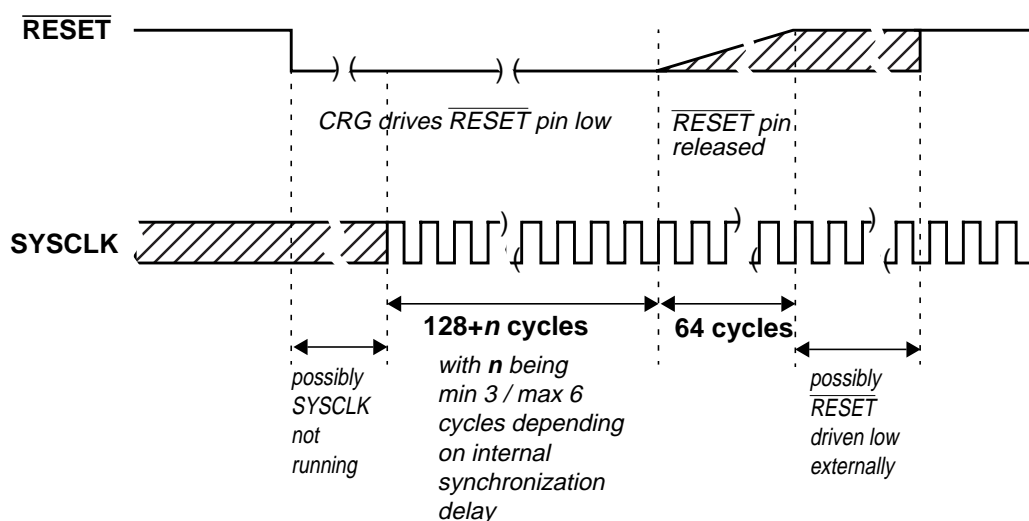 RESET
CRG drives RESET pin low
RESET pin
released
SYSCLK
128+n cycles
64 cycles
with n being
min 3 / max 6
cycles depending
on internal
synchronization
delay
possibly
SYSCLK
not
running
possibly
RESET
driven low
externally